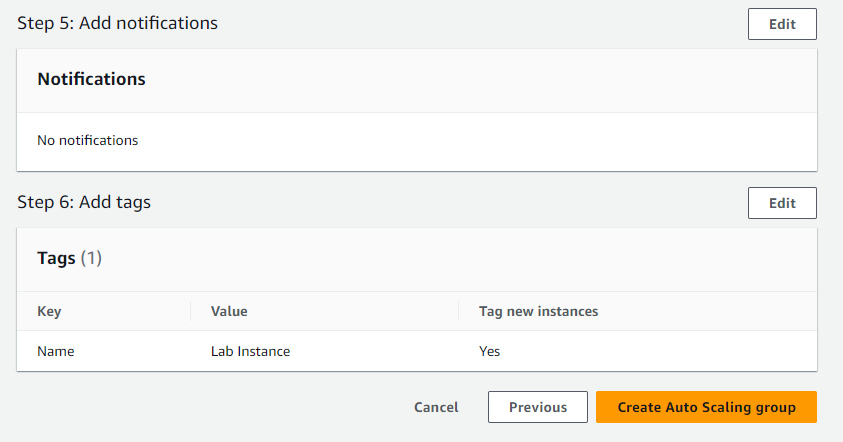 Step 5: Add notifications
Edit
Notifications
No notifications
Step 6: Add tags
Edit
Tags (1)
Key Value Tag new instances
Name Lab Instance Yes
Cancel Previous Create Auto Scaling group